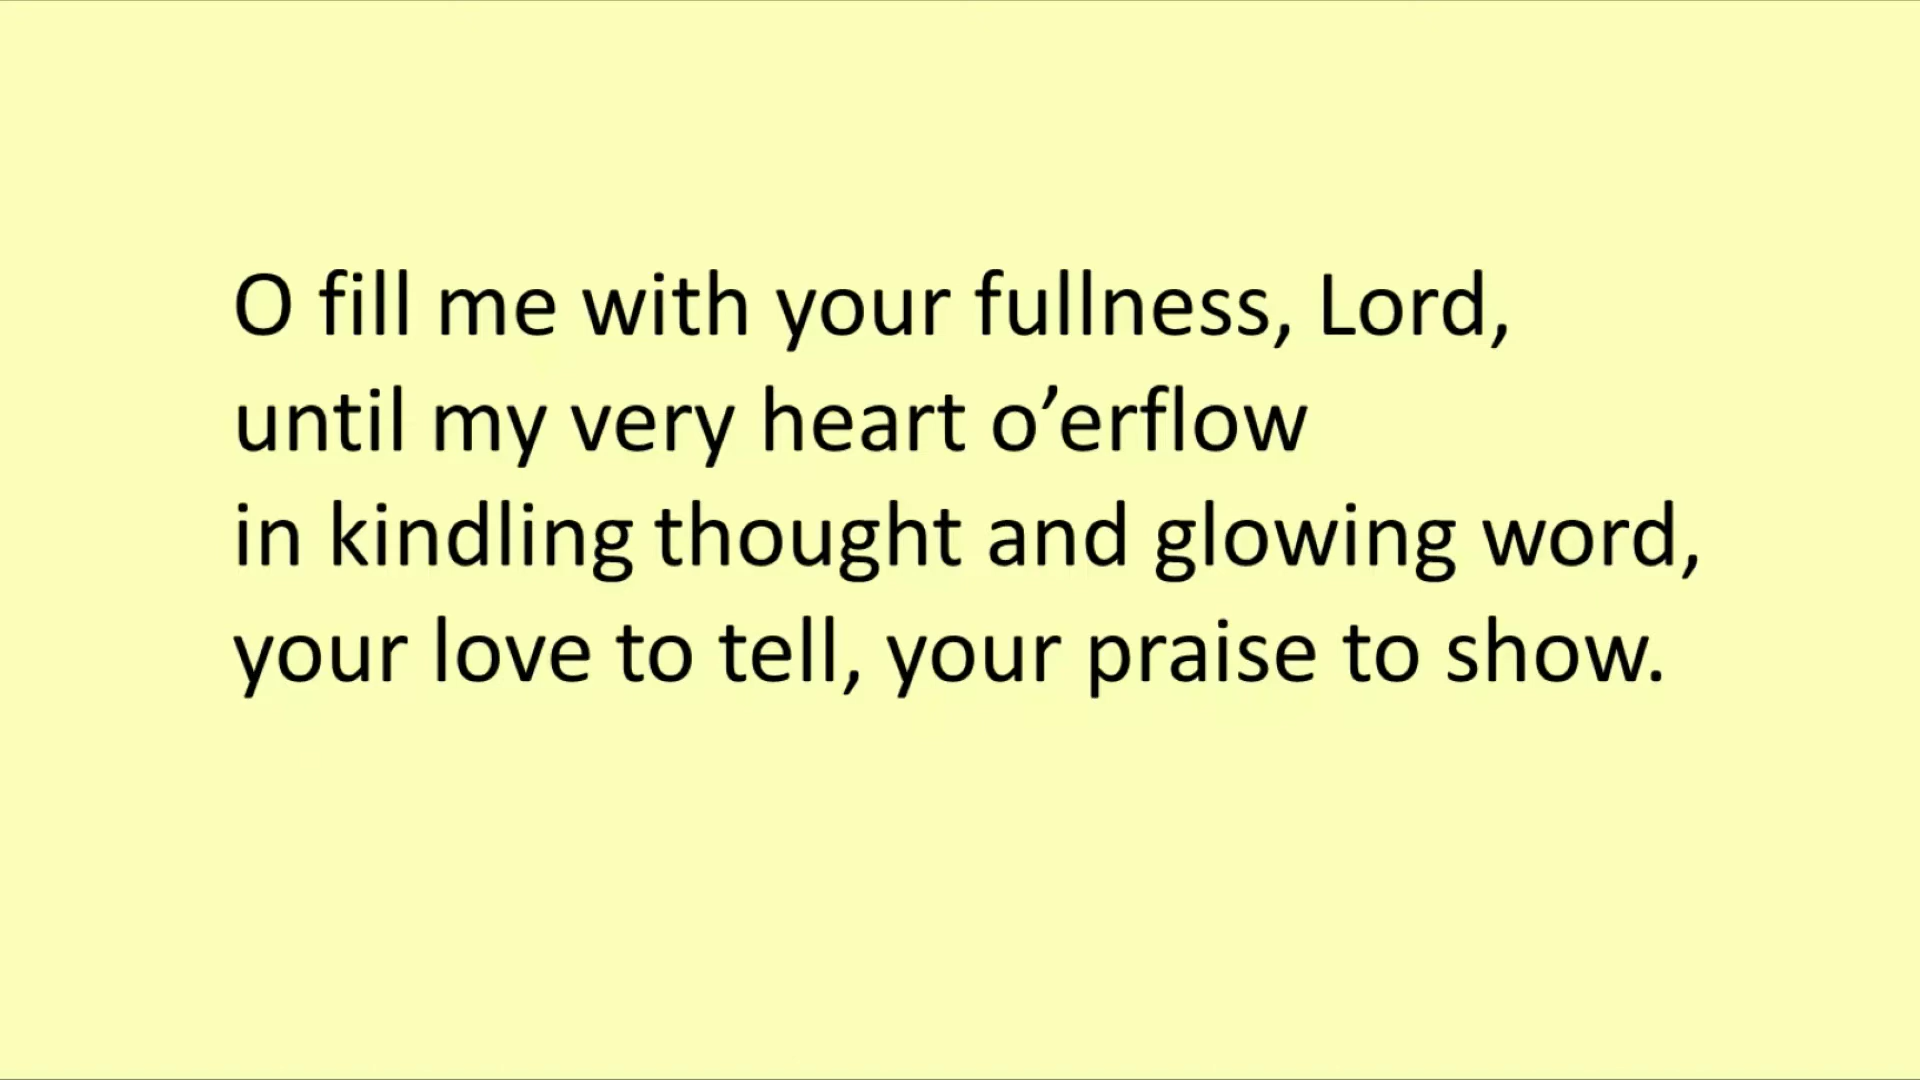 O fill me with your fullness, Lord,
until my very heart o’erflow
in kindling thought and glowing word,
your love to tell, your praise to show.